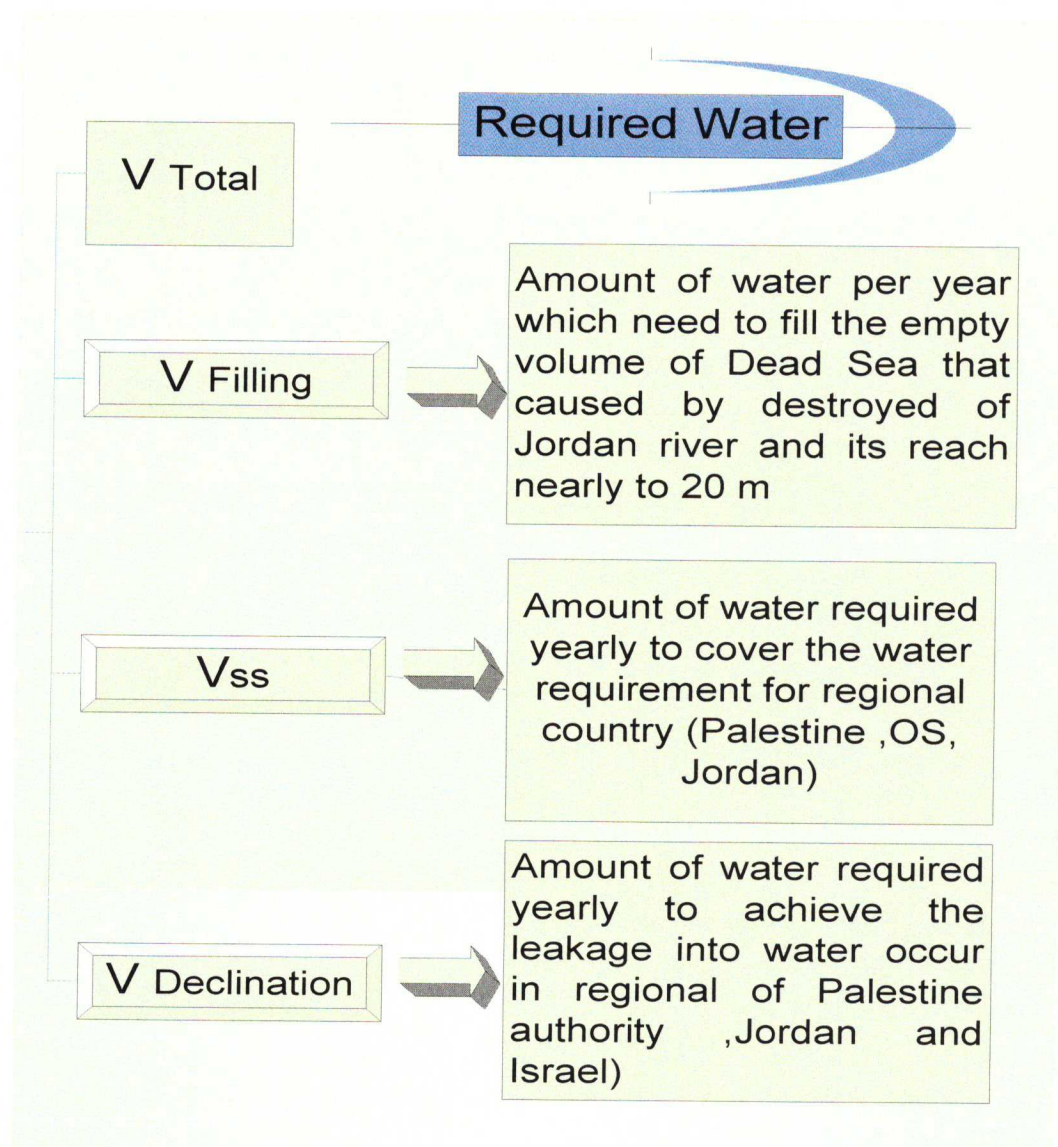 Required Water
V Total
V Filling
Amount of water per year
which need to fill the empty
volume of Dead Sea that
caused by destroyed of
Jordan river and its reach
nearly to 20 m
Vss
Amount of water required
yearly to cover the water
requirement for regional
country (Palestine ,OS,
Jordan)
V Declination
Amount of water required
yearly to achieve the
leakage into water occur
in regional of Palestine
authority ,Jordan and
Israel)